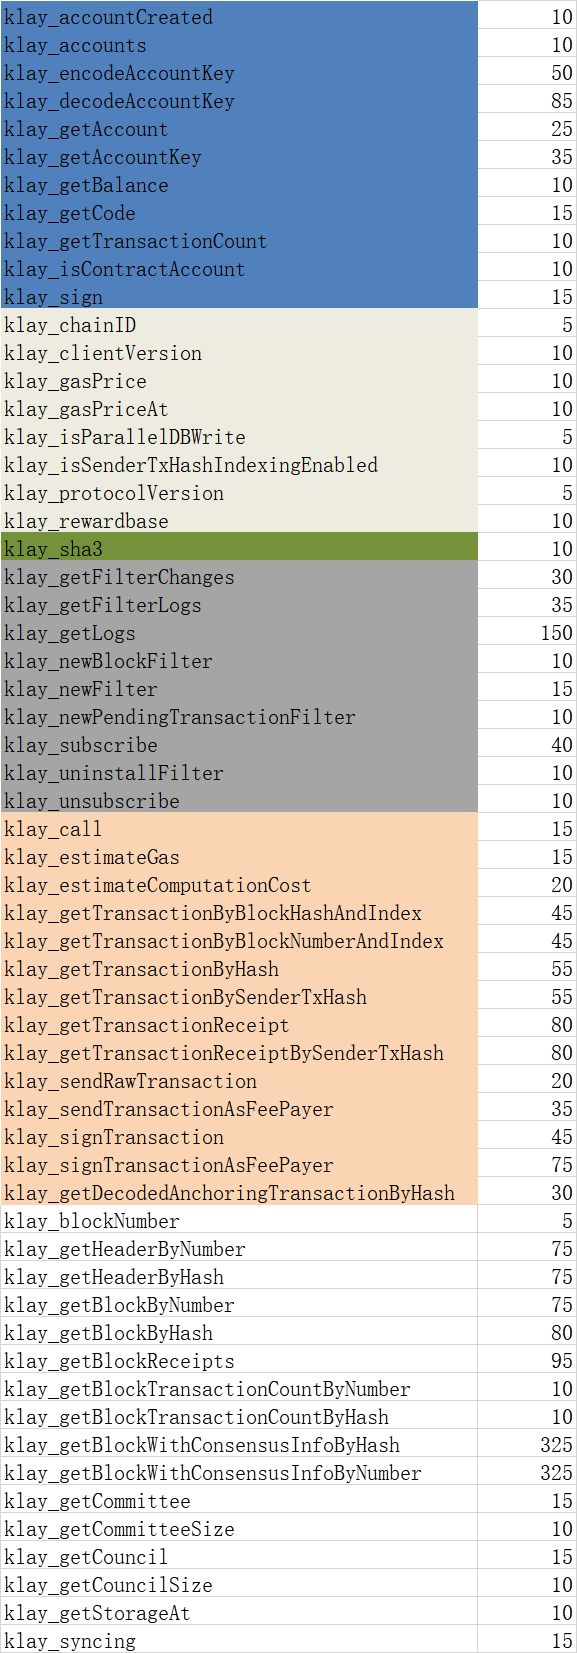 klay_accountCreated 10
klay_accounts 10
klay_encodeAccountKey 50
klay_decodeAccountKey 85
klay_getAccount 25
klay_getAccountKey 35
klay_getBalance 10
klay_getCode 15
klay_getTransactionCount 10
klay_isContractAccount 10
klay_sign 15
klay_chainID 5
klay_clientVersion 10
klay_gasPrice 10
klay_gasPriceAt 10
klay_isParallelDBWrite 5
klay_isSenderTxHashIndexingEnabled 10
klay_protocolVersion 5
klay_rewardbase 10
klay_sha3 10
klay_getFilterChanges 30
klay_getFilterLogs 35
klay_getLogs 150
klay_newBlockFilter 10
klay_newFilter 15
klay_newPendingTransactionFilter 10
klay_subscribe 40
klay_uninstallFilter 10
klay_unsubscribe 10
klay_call 15
klay_estimateGas 15
klay_estimateComputationCost 20
klay_getTransactionByBlockHashAndIndex 45
klay_getTransactionByBlockNumberAndIndex 45
klay_getTransactionByHash 55
klay_getTransactionBySenderTxHash 55
klay_getTransactionReceipt 80
klay_getTransactionReceiptBySenderTxHash 80
klay_sendRawTransaction 20
klay_sendTransactionAsFeePayer 35
klay_signTransaction 45
klay_signTransactionAsFeePayer 75
klay_getDecodedAnchoringTransactionByHash 30
klay_blockNumber 5
klay_getHeaderByNumber 75
klay_getHeaderByHash 75
klay_getBlockByNumber 75
klay_getBlockByHash 80
klay_getBlockReceipts 95
klay_getBlockTransactionCountByNumber 10
klay_getBlockTransactionCountByHash 10
klay_getBlockWithConsensusInfoByHash 325
klay_getBlockWithConsensusInfoByNumber 325
klay_getCommittee 15
klay_getCommitteeSize 10
klay_getCouncil 15
klay_getCouncilSize 10
klay_getStorageAt 10
klay_syncing 15